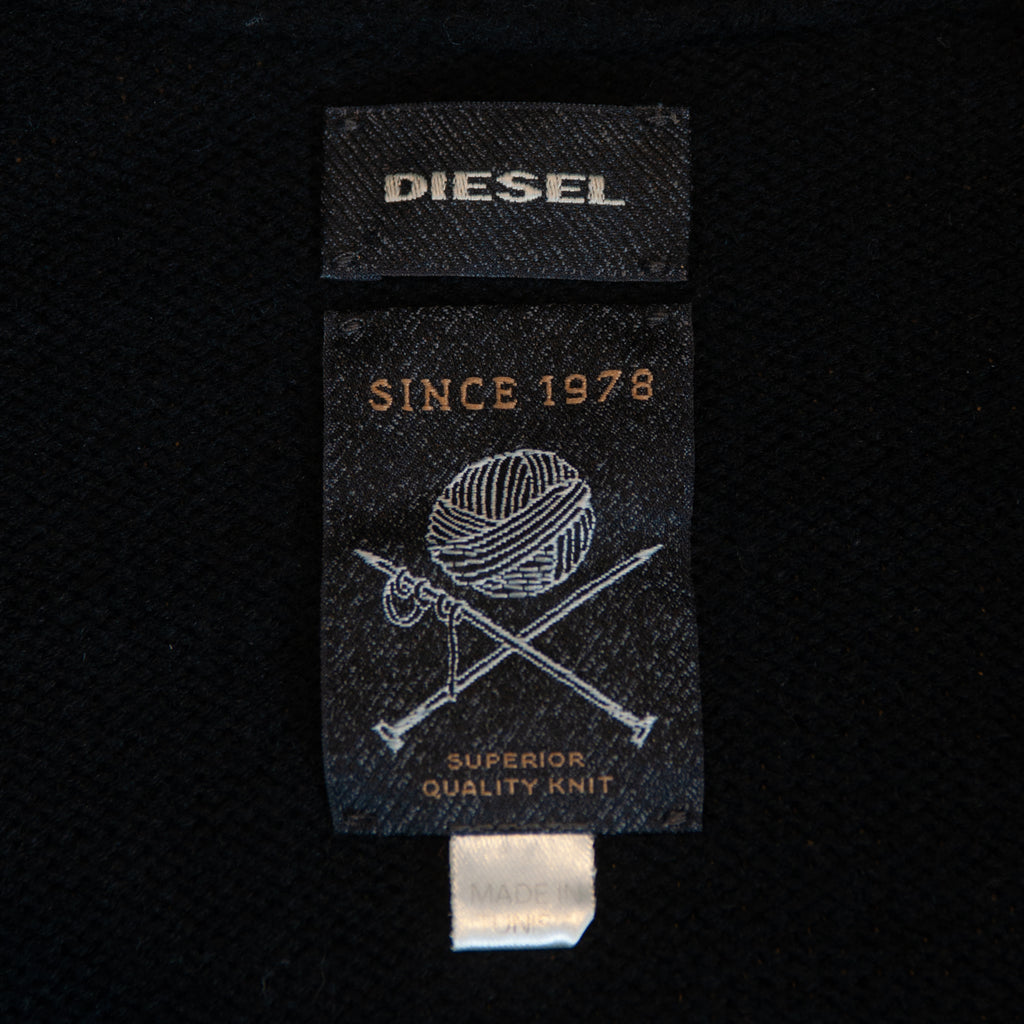 DIESEL
SINCE 1978
SUPERIOR
QUALITY KNIT
MADE IN